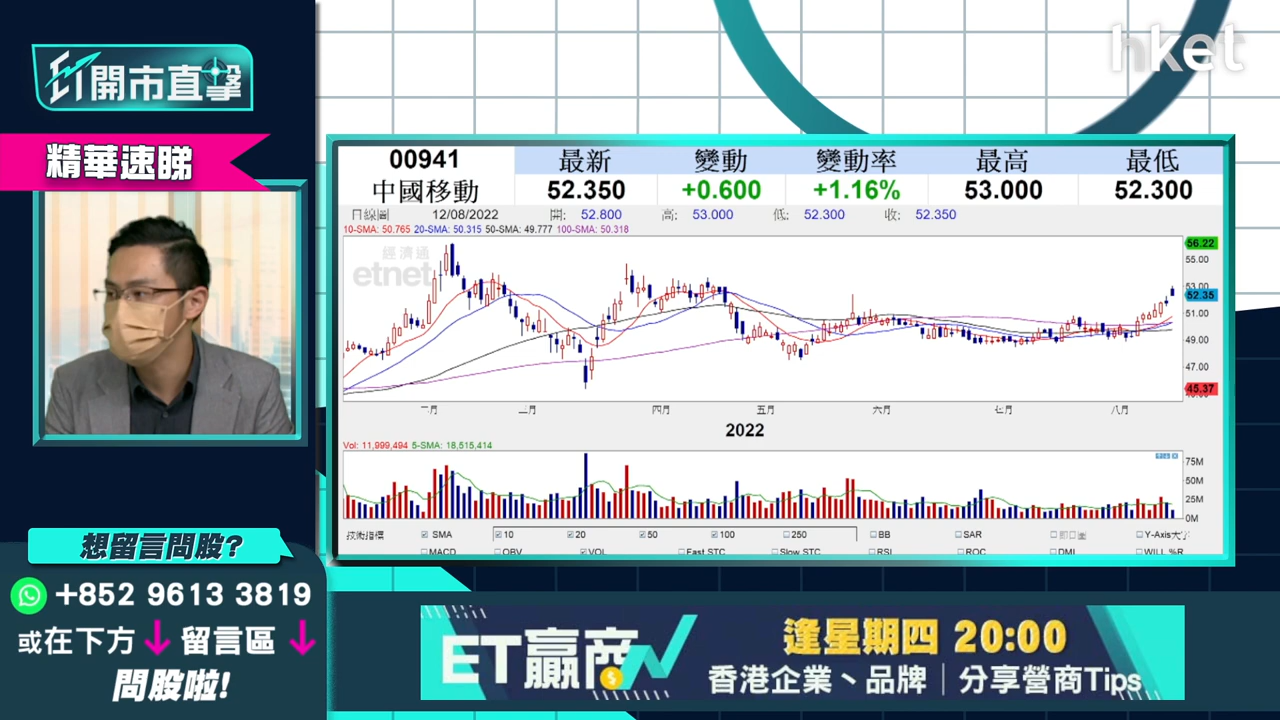 hket
ET開市直擊
精華速睇
00941
中國移動
最新 變動 變動率 最高 最低
52.350 +0.600 +1.16% 53.000 52.300
日線圖 12/08/2022 開: 52.800 高: 53.000 低: 52.300 收: 52.350
10-SMA: 50.765 20-SMA: 50.315 50-SMA: 49.777 100-SMA: 50.318
經濟通
etnet
56.22
55.00
53.00
52.35
51.00
49.00
47.00
45.37
二月 三月 四月 五月 六月 七月 八月
2022
Vol: 11,999,494 5-SMA: 18,515,414
75M
50M
25M
0M
技術指標 SMA 10 20 50 100 250 BB SAR Y-Axis大
MACD OBV VOL Fast STC Slow STC RSI ROC DMI WILL %R
想留言問股?
+852 9613 3819
或在下方 留言區
問股啦!
ET贏商
逢星期四 20:00
香港企業、品牌|分享營商Tips